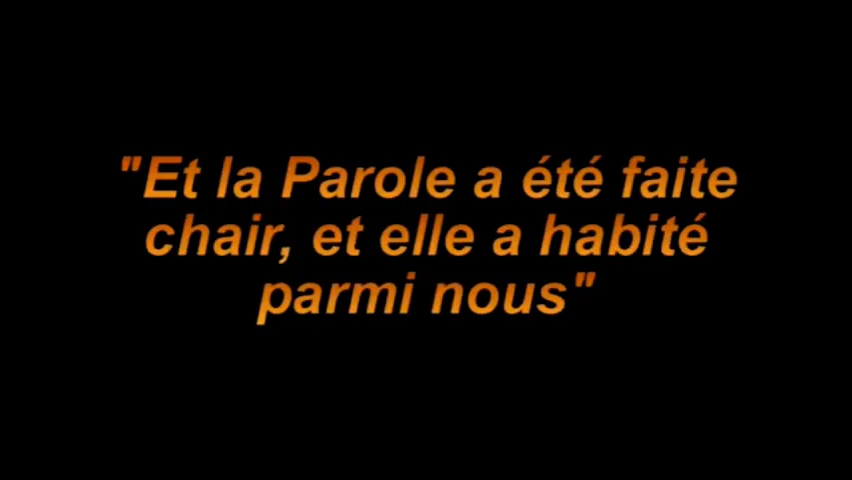 "Et la Parole a été faite
chair, et elle a habité
parmi nous"